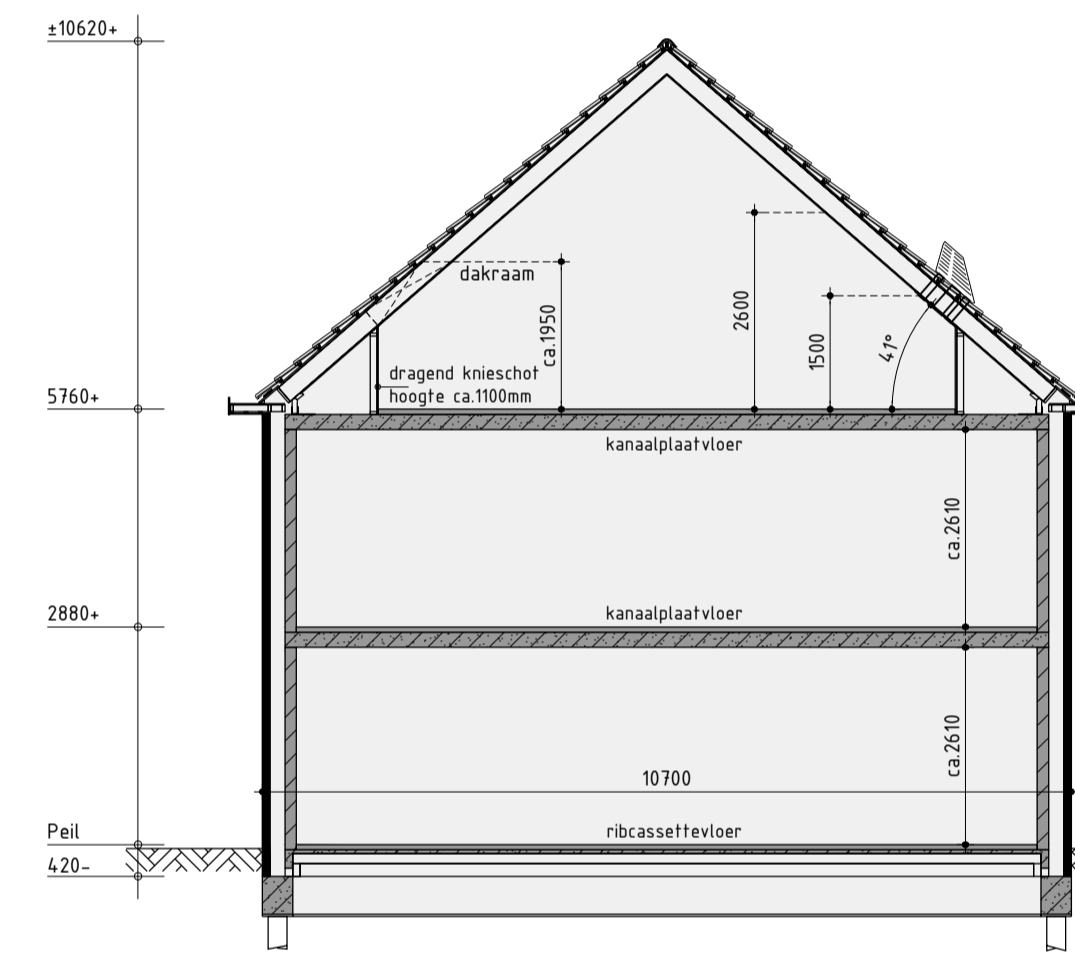 ±10620+
dakraam
ca.1950
2600
1500
41°
dragend knieschot
hoogte ca.1100mm
5760+
kanaalplaatvloer
ca.2610
2880+
kanaalplaatvloer
ca.2610
10700
Peil
ribcassettevloer
420-